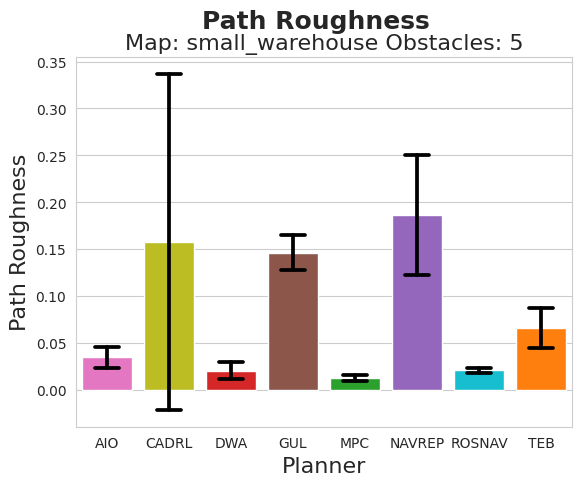 Path Roughness
Map: small_warehouse Obstacles: 5
Path Roughness
0.35
0.30
0.25
0.20
0.15
0.10
0.05
0.00
AIO CADRL DWA GUL MPC NAVREP ROSNAV TEB
Planner